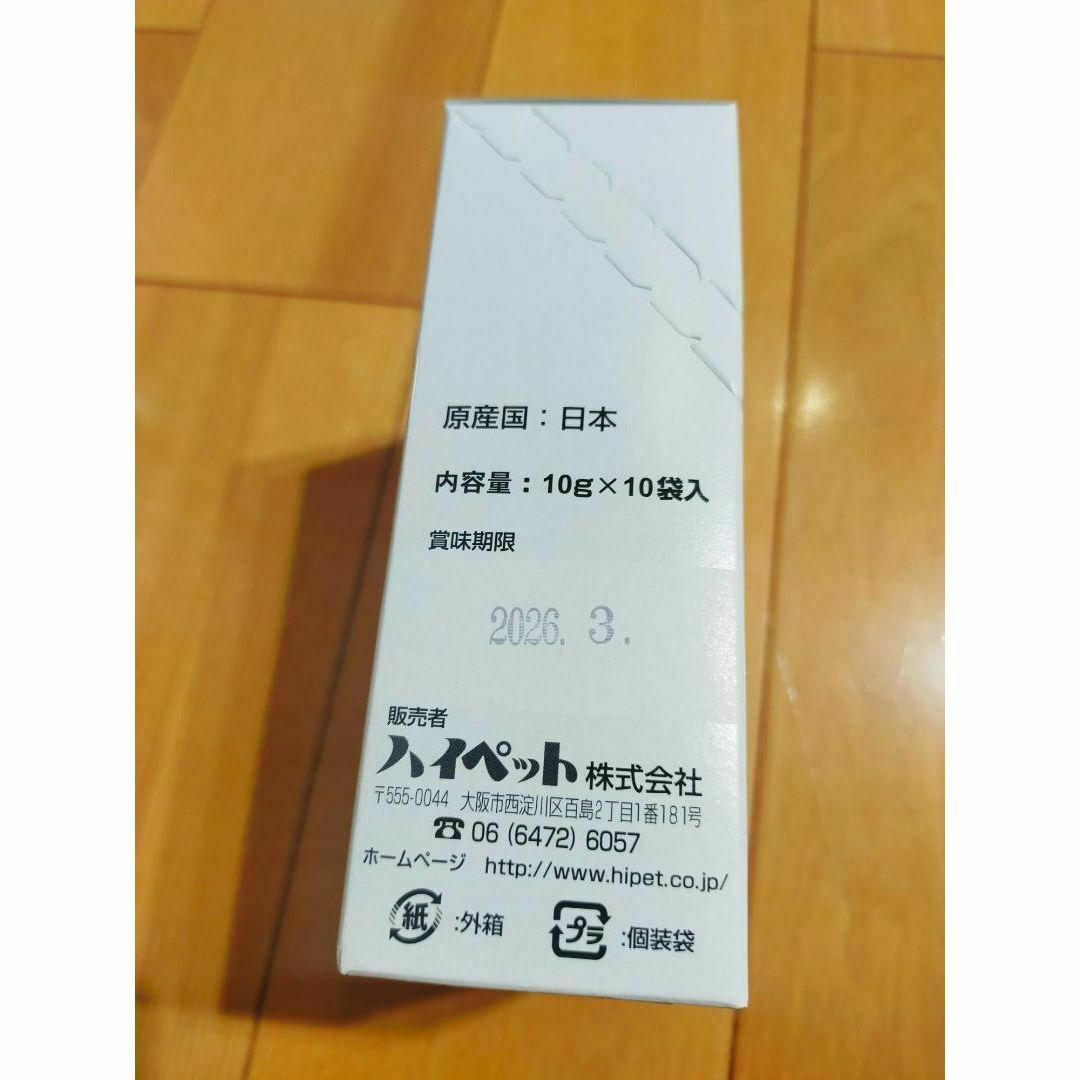 原産国：日本
内容量：10g×10袋入
賞味期限
2026. 3.
販売者
ハイペット株式会社
〒555-0044 大阪市西淀川区百島2丁目1番181号
☎ 06 (6472) 6057
ホームページ http://www.hipet.co.jp/
紙 :外箱 プラ :個装袋